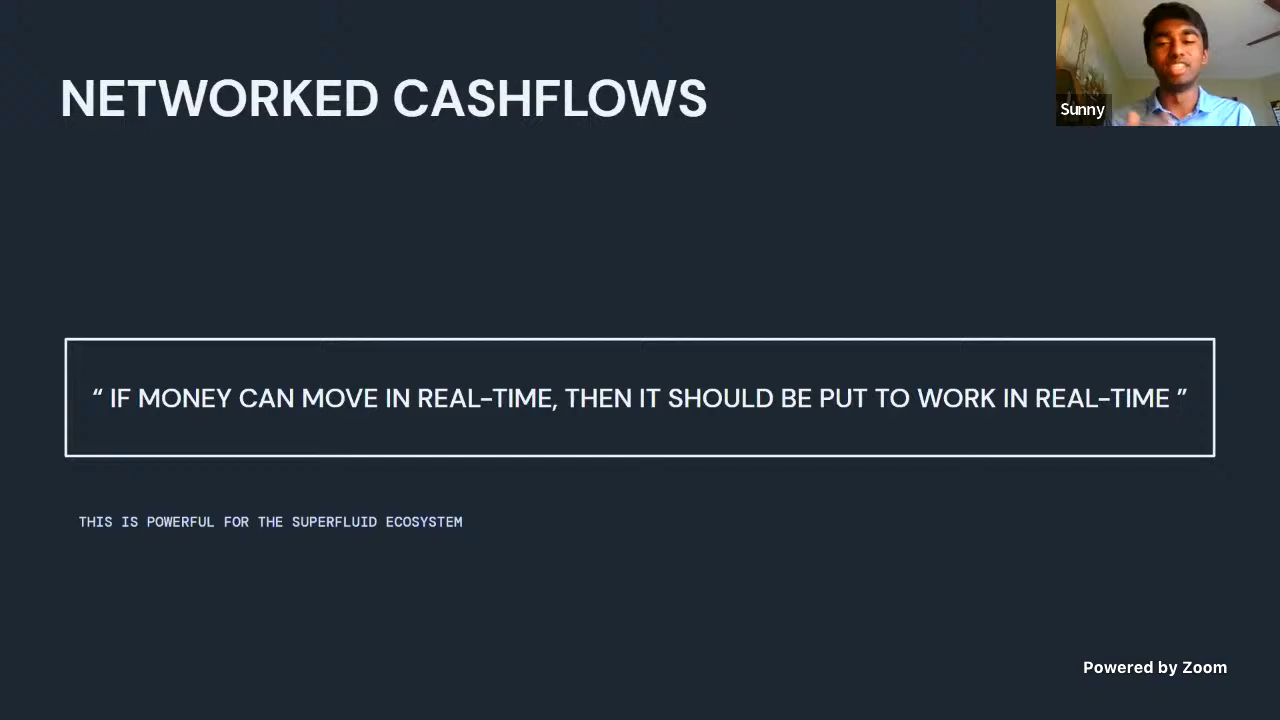 NETWORKED CASHFLOWS
Sunny
“ IF MONEY CAN MOVE IN REAL-TIME, THEN IT SHOULD BE PUT TO WORK IN REAL-TIME ”
THIS IS POWERFUL FOR THE SUPERFLUID ECOSYSTEM
Powered by Zoom